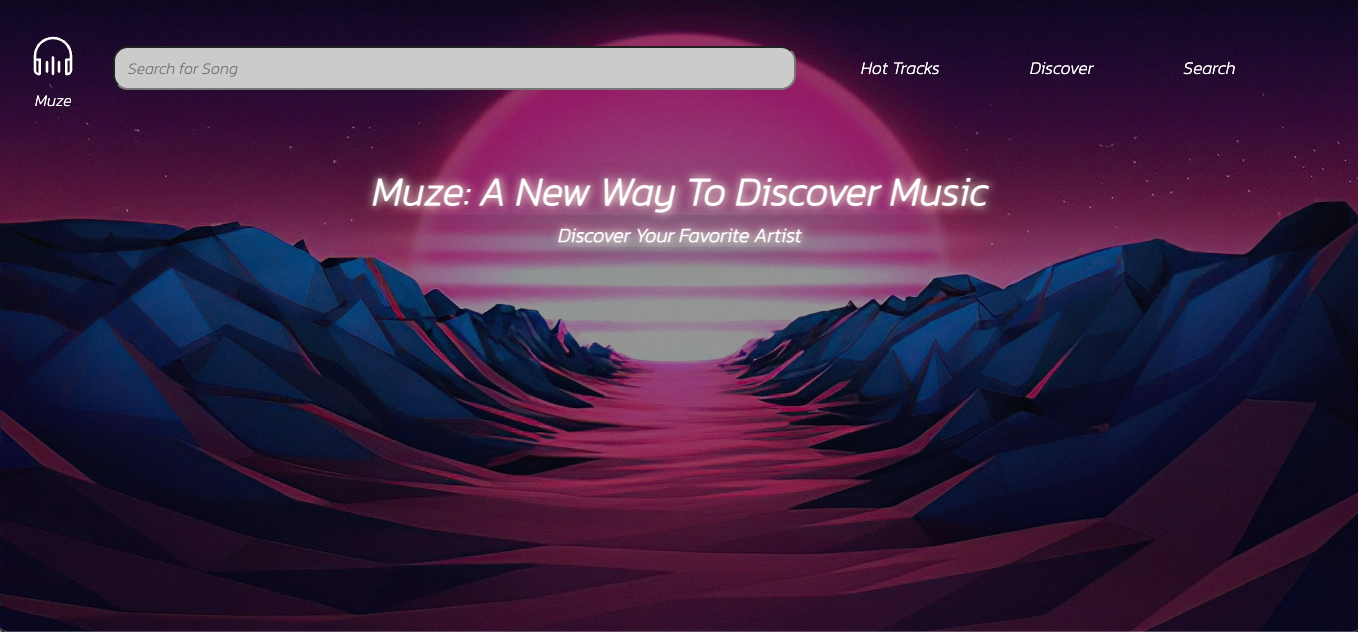 Muze
Search for Song
Hot Tracks
Discover
Search
Muze: A New Way To Discover Music
Discover Your Favorite Artist